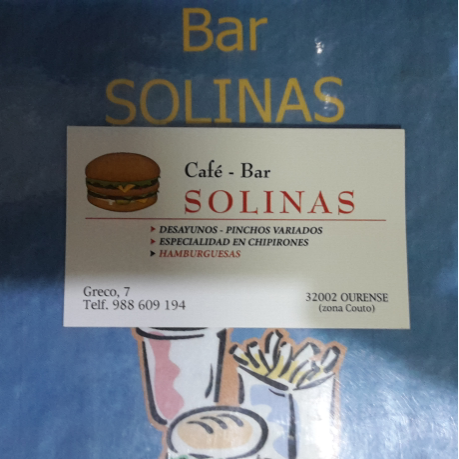 Bar
SOLINAS
Café - Bar
SOLINAS
DESAYUNOS - PINCHOS VARIADOS
ESPECIALIDAD EN CHIPIRONES
HAMBURGUESAS
Greco, 7
Telf. 988 609 194
32002 OURENSE
(zona Couto)